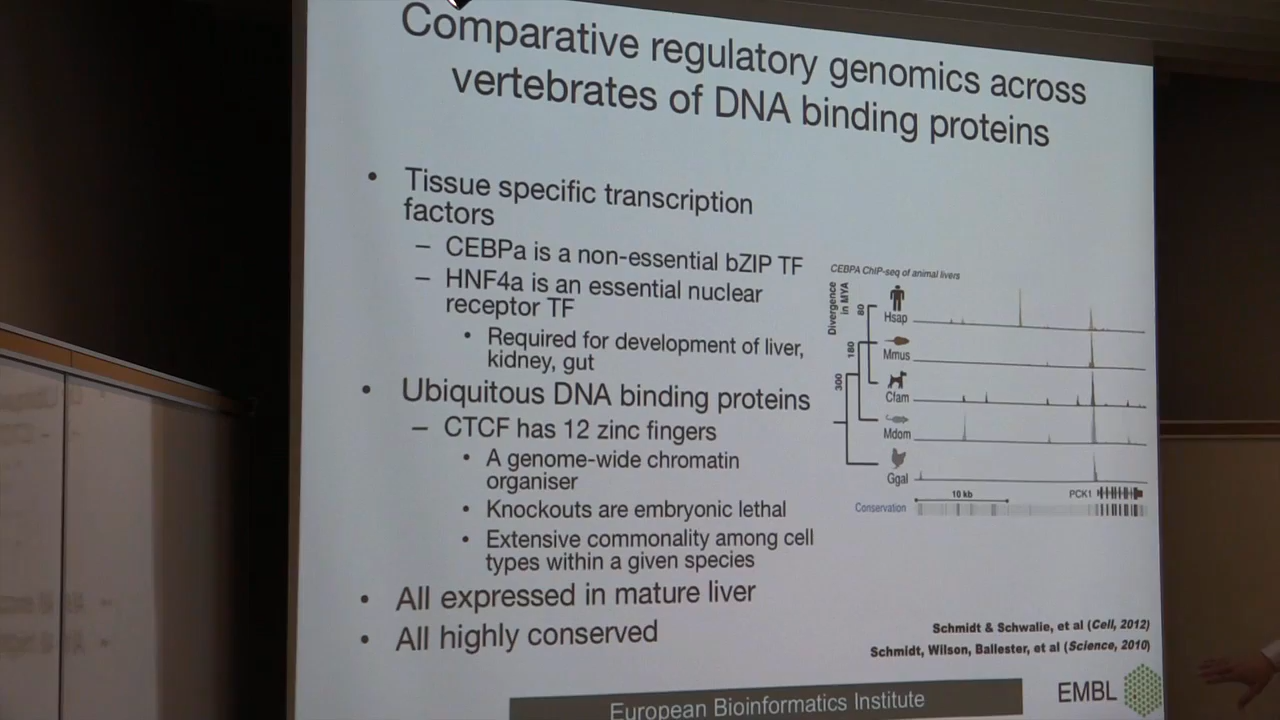 Comparative regulatory genomics across
vertebrates of DNA binding proteins
• Tissue specific transcription
factors
– CEBPa is a non-essential bZIP TF
– HNF4a is an essential nuclear
receptor TF
• Required for development of liver,
kidney, gut
• Ubiquitous DNA binding proteins
– CTCF has 12 zinc fingers
• A genome-wide chromatin
organiser
• Knockouts are embryonic lethal
• Extensive commonality among cell
types within a given species
• All expressed in mature liver
• All highly conserved
CEBPA ChIP-seq of animal livers
Divergence
in MYA
80
180
300
Hsap
Mmus
Cfam
Mdom
Ggal
10 kb
PCK1
Conservation
Schmidt & Schwalie, et al (Cell, 2012)
Schmidt, Wilson, Ballester, et al (Science, 2010)
European Bioinformatics Institute
EMBL